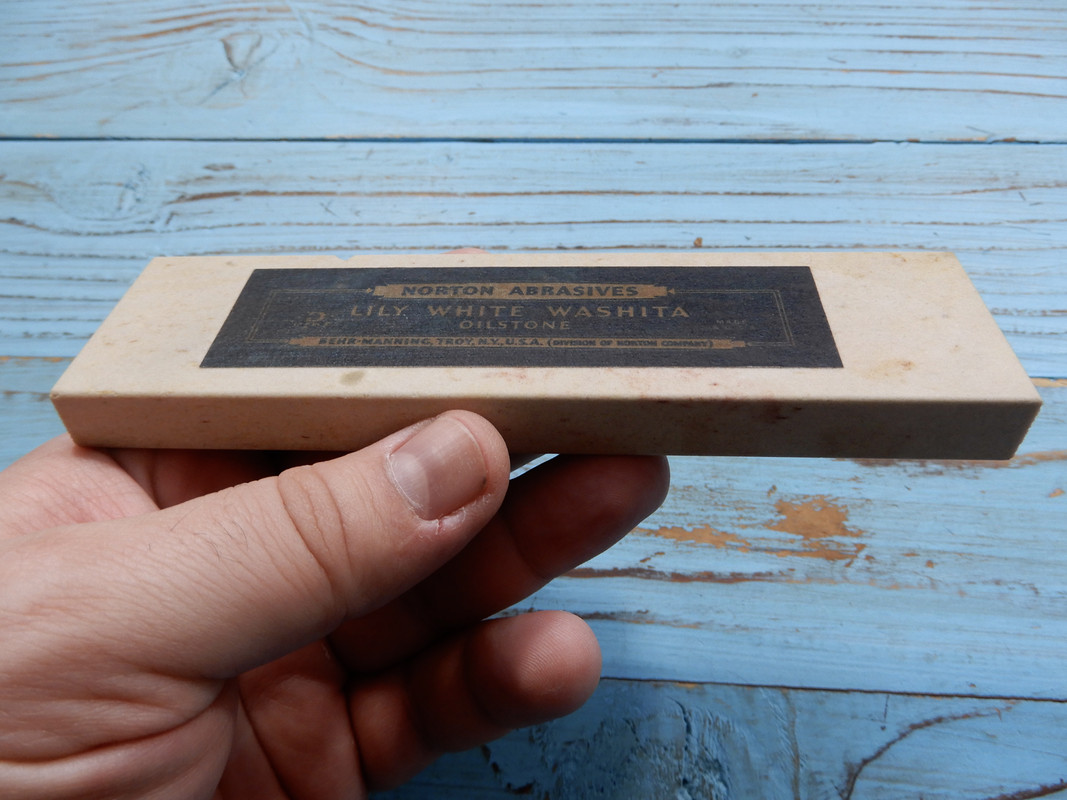 NORTON ABRASIVES
LILY WHITE WASHITA
OILSTONE
BEHR-MANNING, TROY, N.Y., U.S.A. (DIVISION OF NORTON COMPANY)